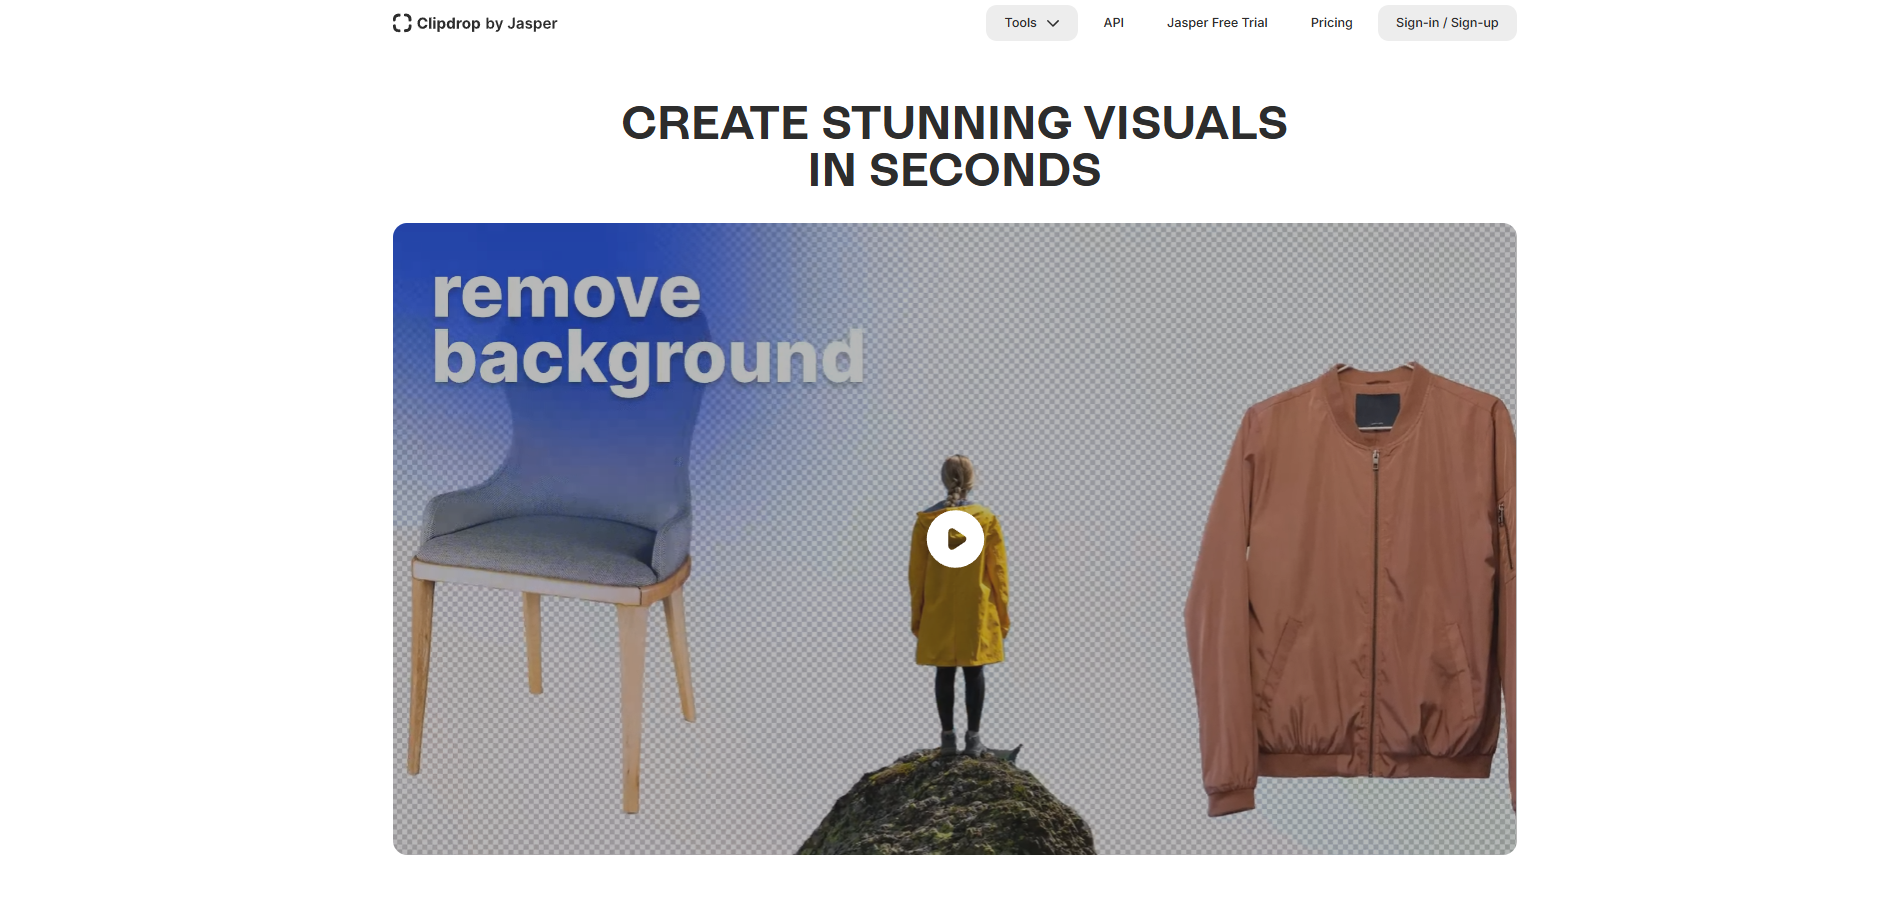 Clipdrop by Jasper
Tools
API
Jasper Free Trial
Pricing
Sign-in / Sign-up
CREATE STUNNING VISUALS
IN SECONDS
remove
background